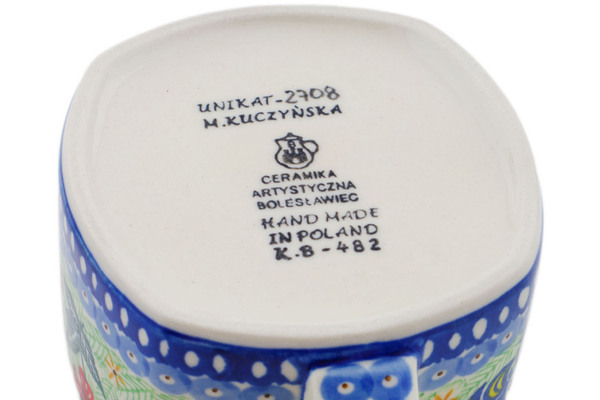 UNIKAT-2708
M.KUCZYŃSKA
CERAMIKA
ARTYSTYCZNA
BOLESŁAWIEC
HAND MADE
IN POLAND
K.B-482